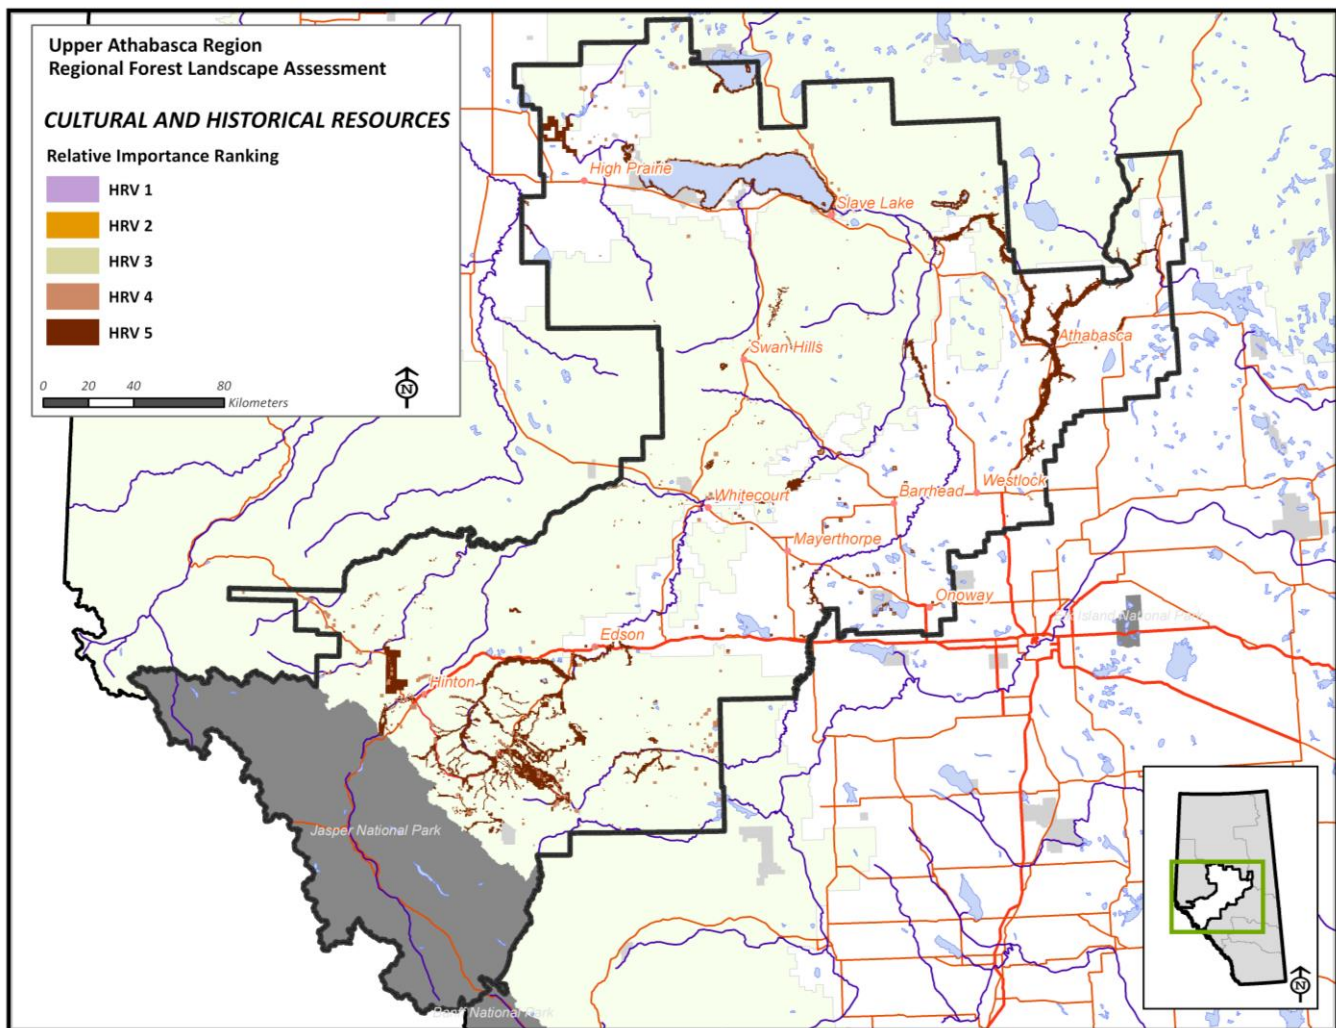 Upper Athabasca Region
Regional Forest Landscape Assessment
CULTURAL AND HISTORICAL RESOURCES
Relative Importance Ranking
HRV 1
HRV 2
HRV 3
HRV 4
HRV 5
0 20 40 80
Kilometers
N
High Prairie
Slave Lake
Athabasca
Swan Hills
Westlock
Barrhead
Whitecourt
Mayerthorpe
Onoway
Island National Park
Edson
Hinton
Jasper National Park
Banff National Park
N